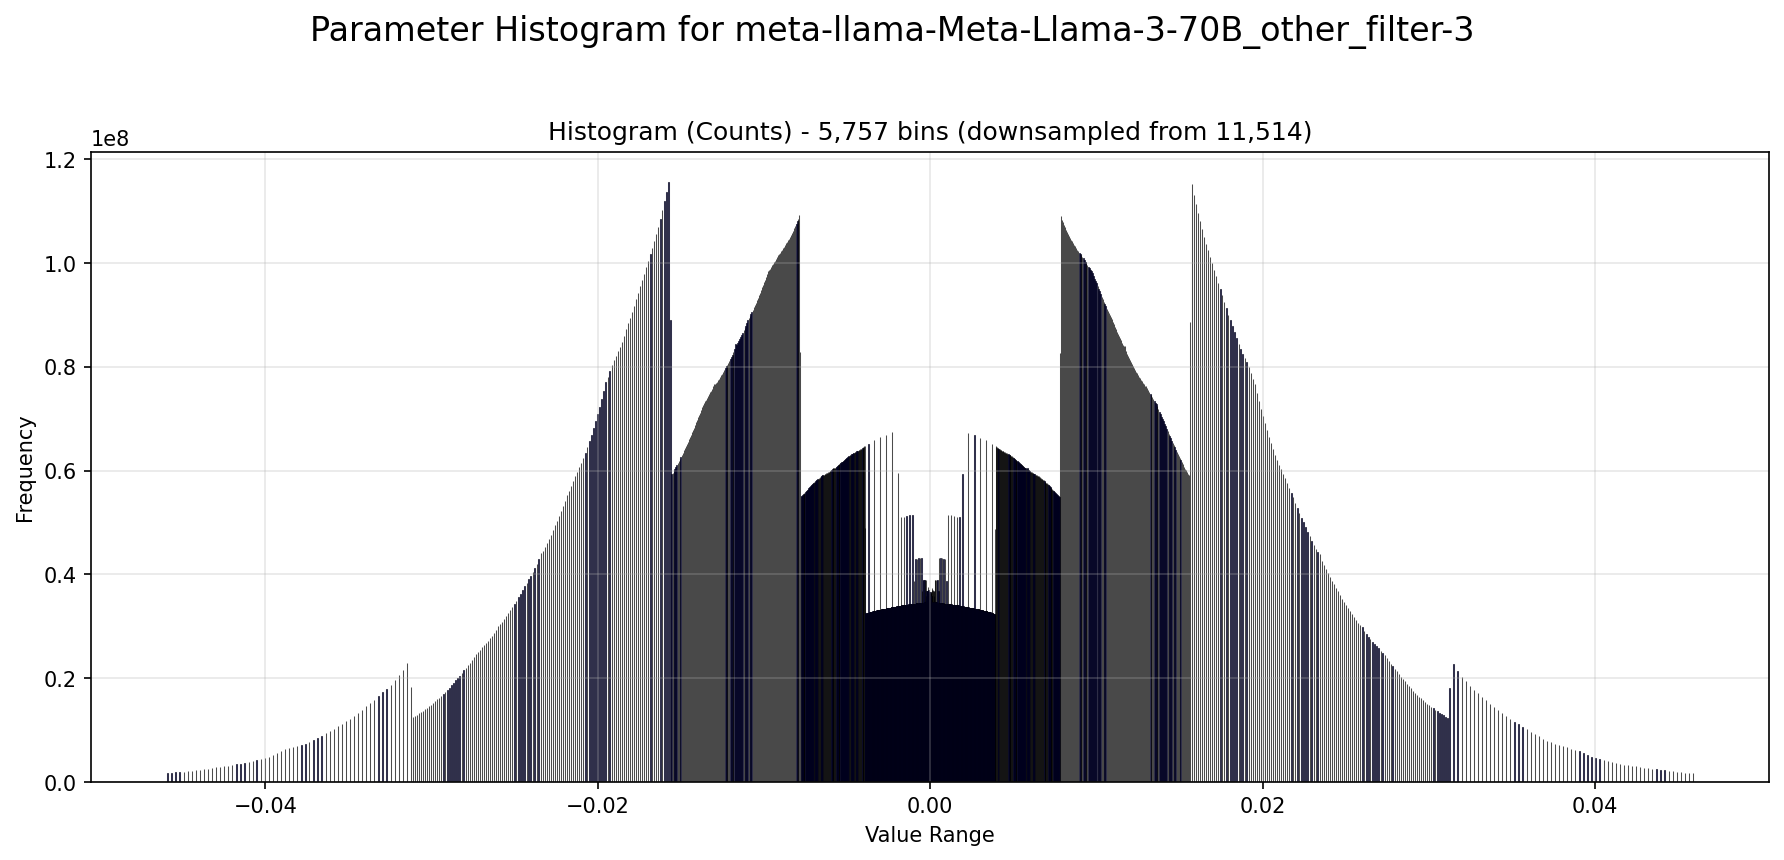 Parameter Histogram for meta-llama-Meta-Llama-3-70B_other_filter-3
Histogram (Counts) - 5,757 bins (downsampled from 11,514)
1e8
1.2
1.0
0.8
0.6
0.4
0.2
0.0
Frequency
−0.04 −0.02 0.00 0.02 0.04
Value Range